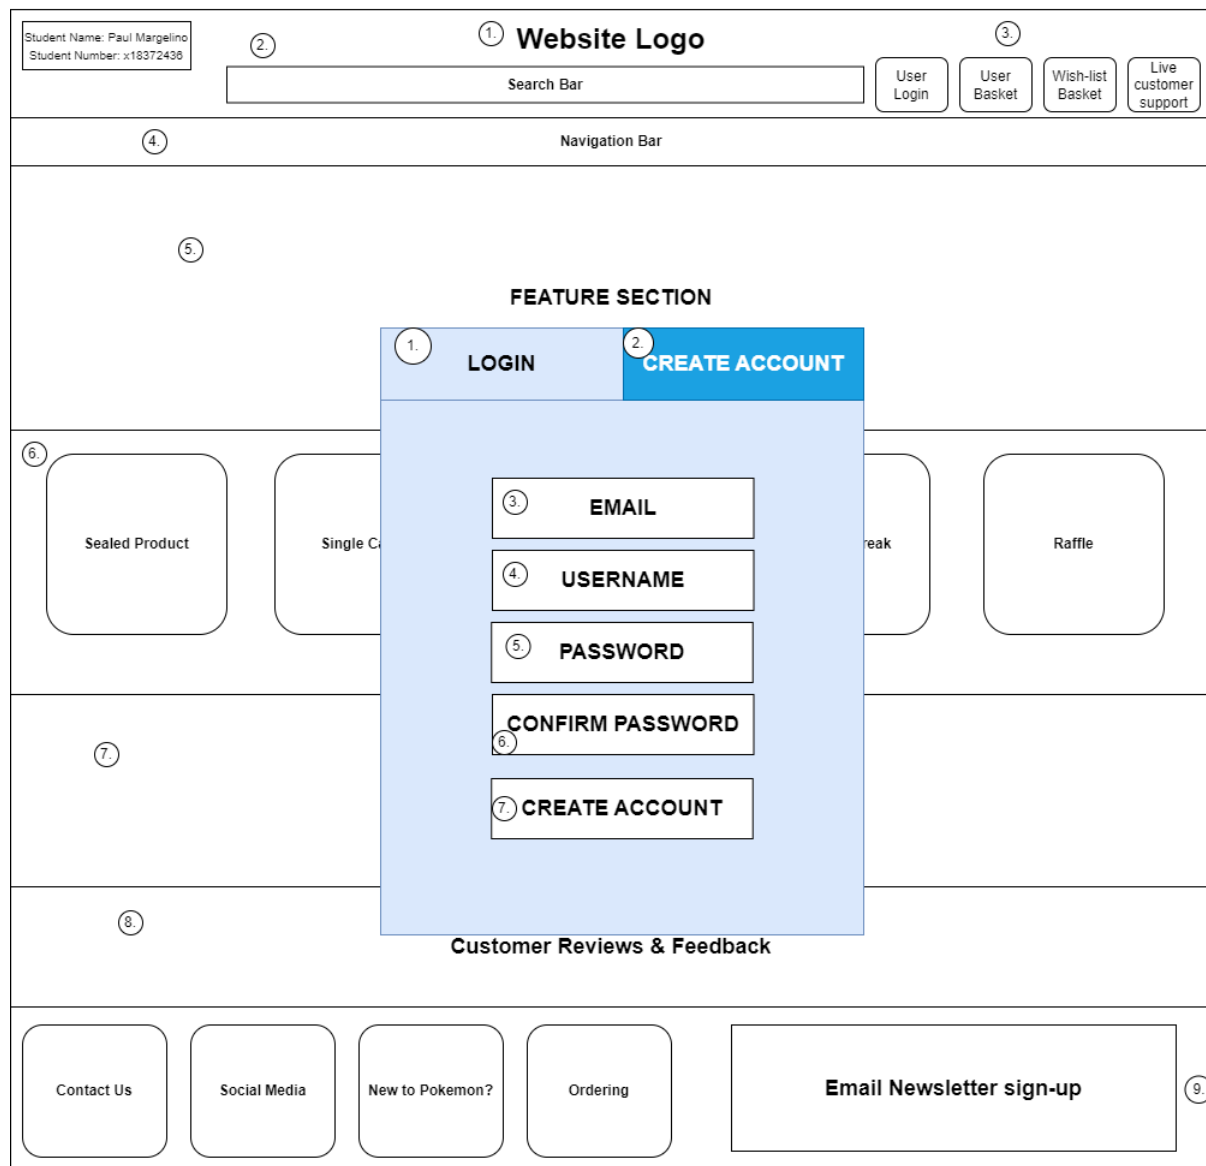 Student Name: Paul Margelino
Student Number: x18372436
1.
Website Logo
2.
3.
Search Bar
User
Login
User
Basket
Wish-list
Basket
Live
customer
support
4.
Navigation Bar
5.
FEATURE SECTION
1.
LOGIN
2.
CREATE ACCOUNT
6.
Sealed Product
Single Ca
reak
Raffle
3.
EMAIL
4.
USERNAME
5.
PASSWORD
CONFIRM PASSWORD
6.
7.
7.
CREATE ACCOUNT
8.
Customer Reviews & Feedback
Contact Us
Social Media
New to Pokemon?
Ordering
Email Newsletter sign-up
9.